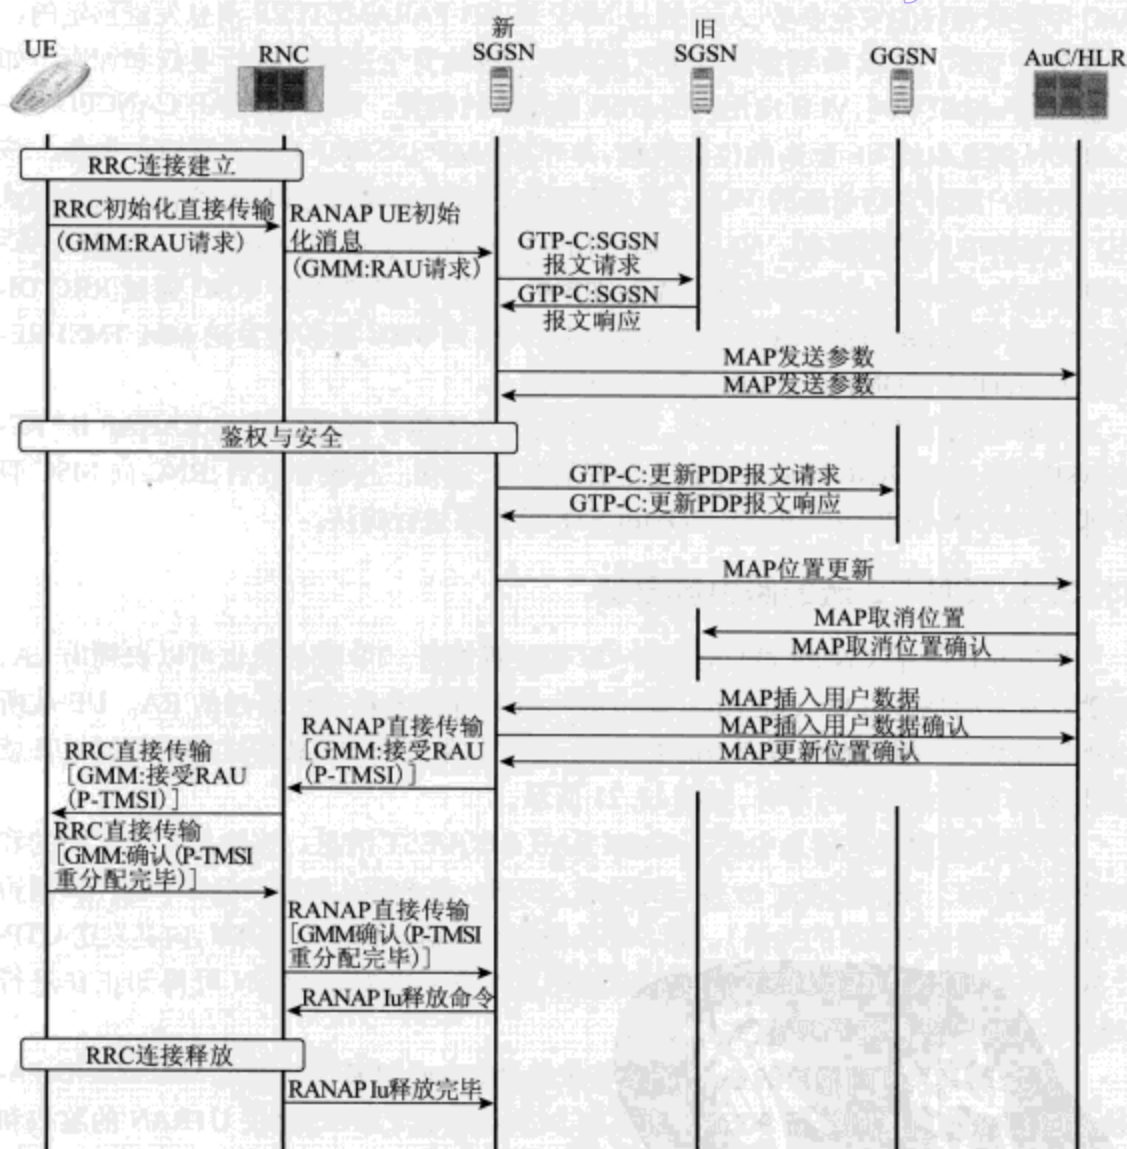 UE
RNC
新
SGSN
旧
SGSN
GGSN
AuC/HLR
RRC连接建立
RRC初始化直接传输
(GMM:RAU请求)
RANAP UE初始
化消息
(GMM:RAU请求)
GTP-C:SGSN
报文请求
GTP-C:SGSN
报文响应
MAP发送参数
MAP发送参数
鉴权与安全
GTP-C:更新PDP报文请求
GTP-C:更新PDP报文响应
MAP位置更新
MAP取消位置
MAP取消位置确认
MAP插入用户数据
MAP插入用户数据确认
MAP更新位置确认
RANAP直接传输
[GMM:接受RAU
(P-TMSI)]
RRC直接传输
[GMM:接受RAU
(P-TMSI)]
RRC直接传输
[GMM:确认(P-TMSI
重分配完毕)]
RANAP直接传输
[GMM确认(P-TMSI
重分配完毕)]
RANAP Iu释放命令
RRC连接释放
RANAP Iu释放完毕